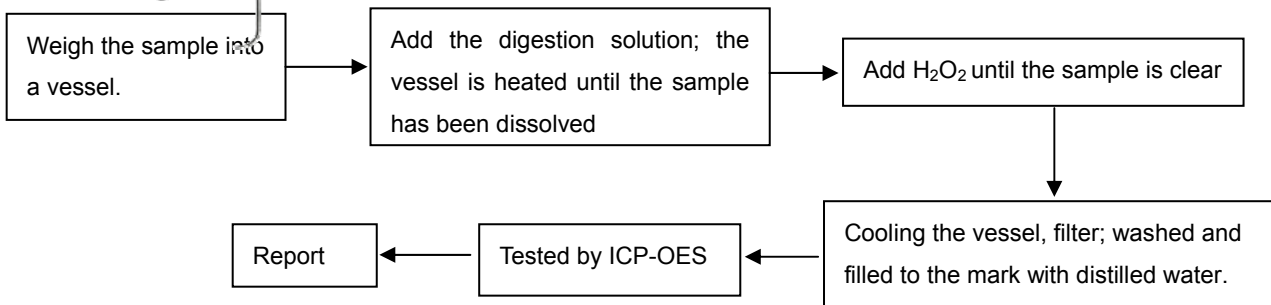 Weigh the sample into
a vessel.
Add the digestion solution; the
vessel is heated until the sample
has been dissolved
Add H₂O₂ until the sample is clear
Cooling the vessel, filter; washed and
filled to the mark with distilled water.
Tested by ICP-OES
Report